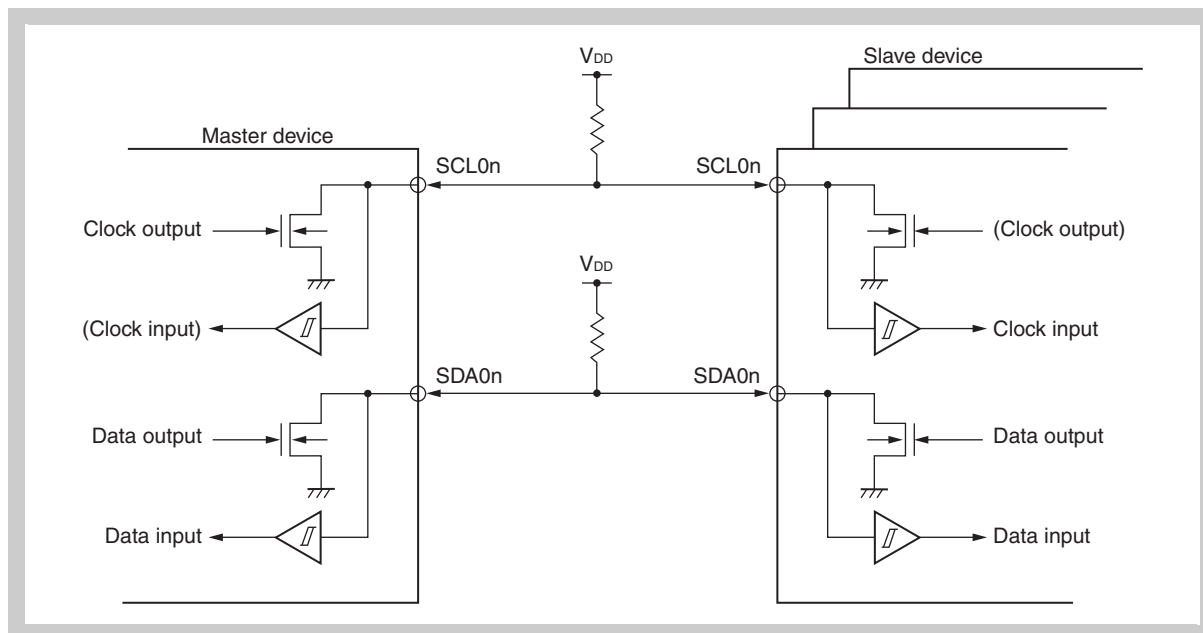 VDD
Slave device
Master device
SCL0n
SCL0n
Clock output
(Clock output)
VDD
(Clock input)
Clock input
SDA0n
SDA0n
Data output
Data output
Data input
Data input